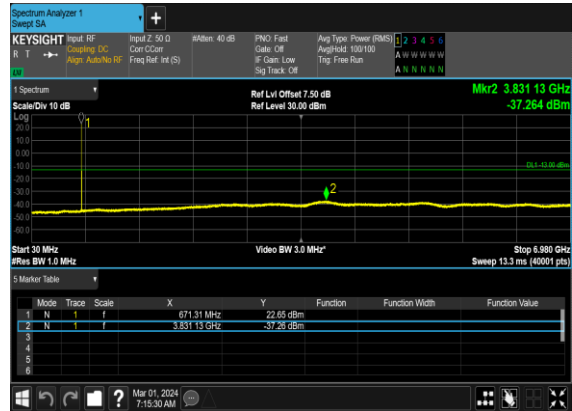 Spectrum Analyzer 1
Swept SA
+
KEYSIGHT Input: RF Input Z: 50 Ω #Atten: 40 dB PNO: Fast Avg Type: Power (RMS) 1 2 3 4 5 6
R T Coupling: DC Corr CCorr Gate: Off Avg|Hold: 100/100 A W W W W W
Align: Auto/No RF Freq Ref: Int (S) IF Gain: Low Trig: Free Run
Sig Track: Off A N N N N N
1 Spectrum Ref Lvl Offset 7.50 dB Mkr2 3.831 13 GHz
Scale/Div 10 dB Ref Level 30.00 dBm -37.264 dBm
Log
20.0
10.0
0.00
-10.0
-20.0
-30.0
-40.0
-50.0
-60.0
1
2
DL1 -13.00 dBm
Start 30 MHz Video BW 3.0 MHz* Stop 6.980 GHz
#Res BW 1.0 MHz Sweep 13.3 ms (40001 pts)
5 Marker Table
Mode Trace Scale X Y Function Function Width Function Value
1 N 1 f 671.31 MHz 22.65 dBm
2 N 1 f 3.831 13 GHz -37.26 dBm
3
4
5
6
? Mar 01, 2024
7:15:30 AM